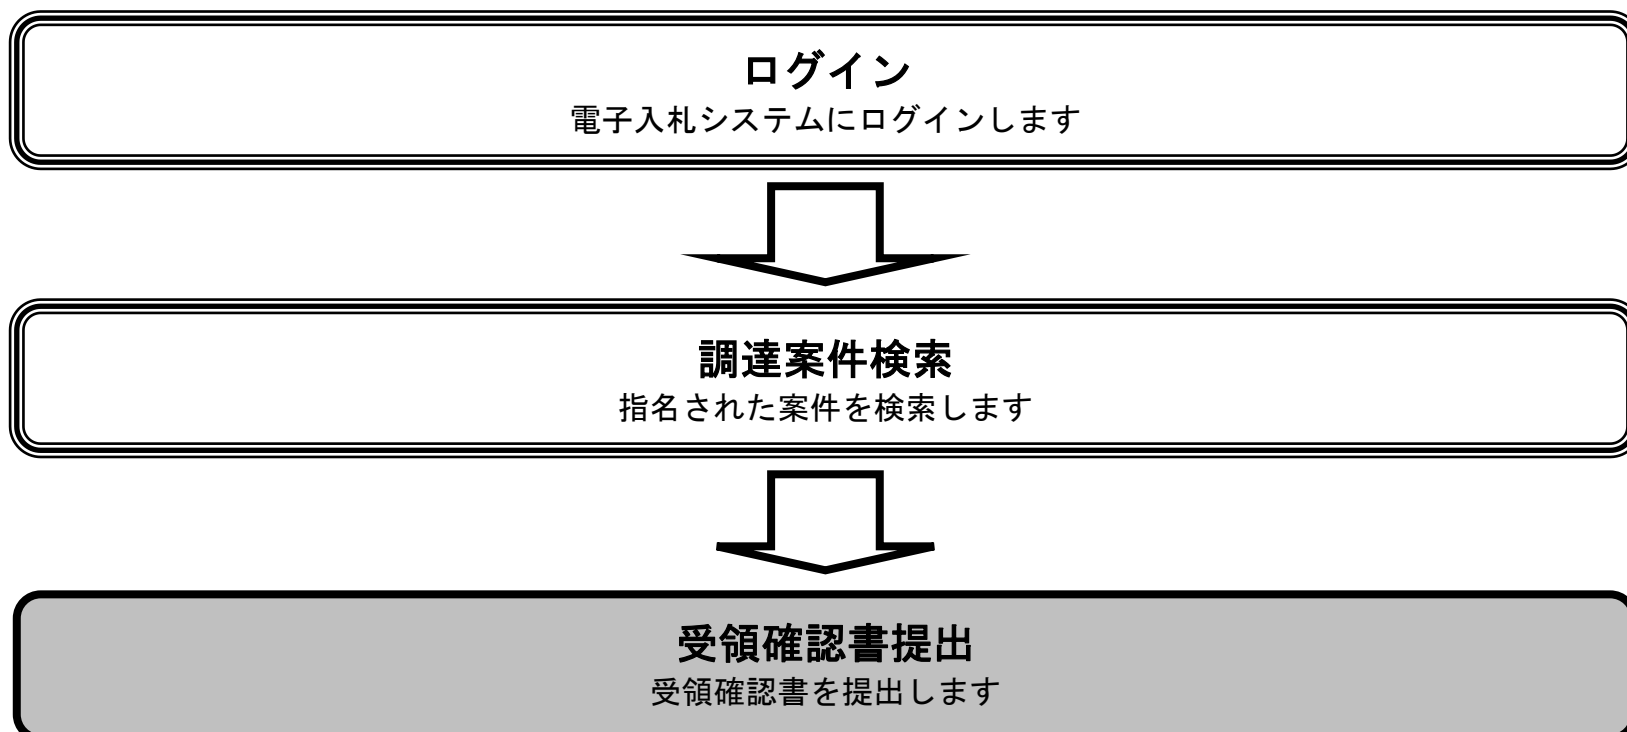 ログイン
電子入札システムにログインします
調達案件検索
指名された案件を検索します
受領確認書提出
受領確認書を提出します